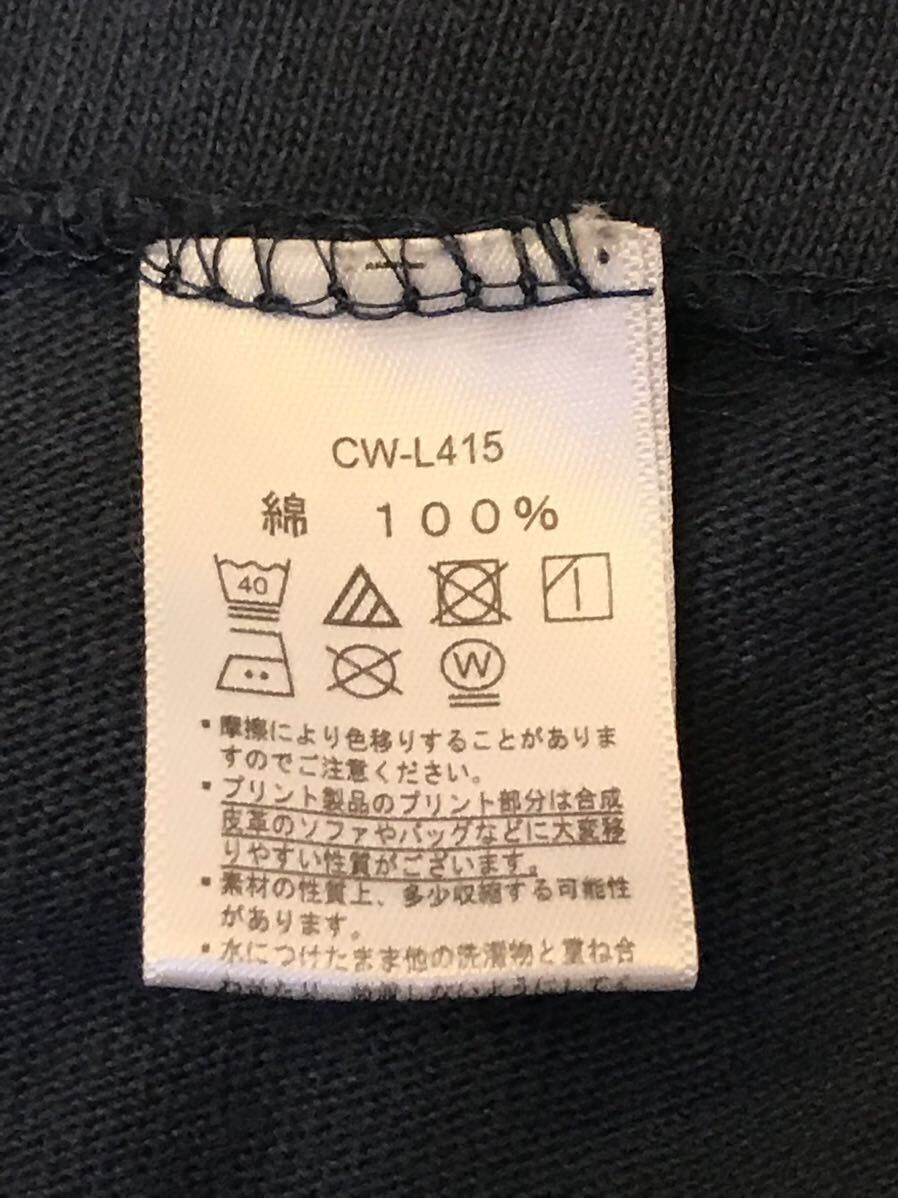 CW-L415
綿 100%
40
W
・摩擦により色移りすることがありま
すのでご注意ください。
・プリント製品のプリント部分は合成
皮革のソファやバッグなどに大変移
りやすい性質がございます。
・素材の性質上、多少収縮する可能性
があります。
・水につけたまま他の洗濯物と重ね合